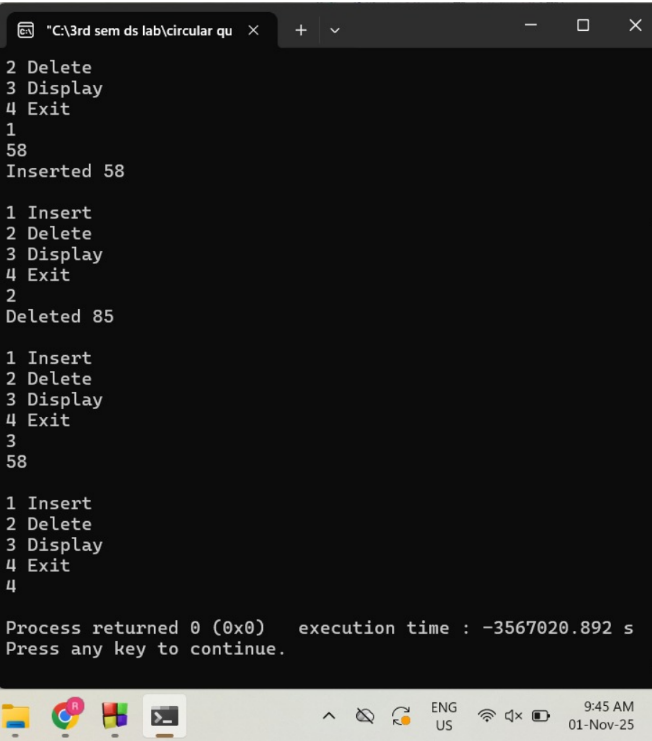 "C:\3rd sem ds lab\circular qu
2 Delete
3 Display
4 Exit
1
58
Inserted 58
1 Insert
2 Delete
3 Display
4 Exit
2
Deleted 85
1 Insert
2 Delete
3 Display
4 Exit
3
58
1 Insert
2 Delete
3 Display
4 Exit
4
Process returned 0 (0x0)   execution time : -3567020.892 s
Press any key to continue.
R
ENG
US
9:45 AM
01-Nov-25